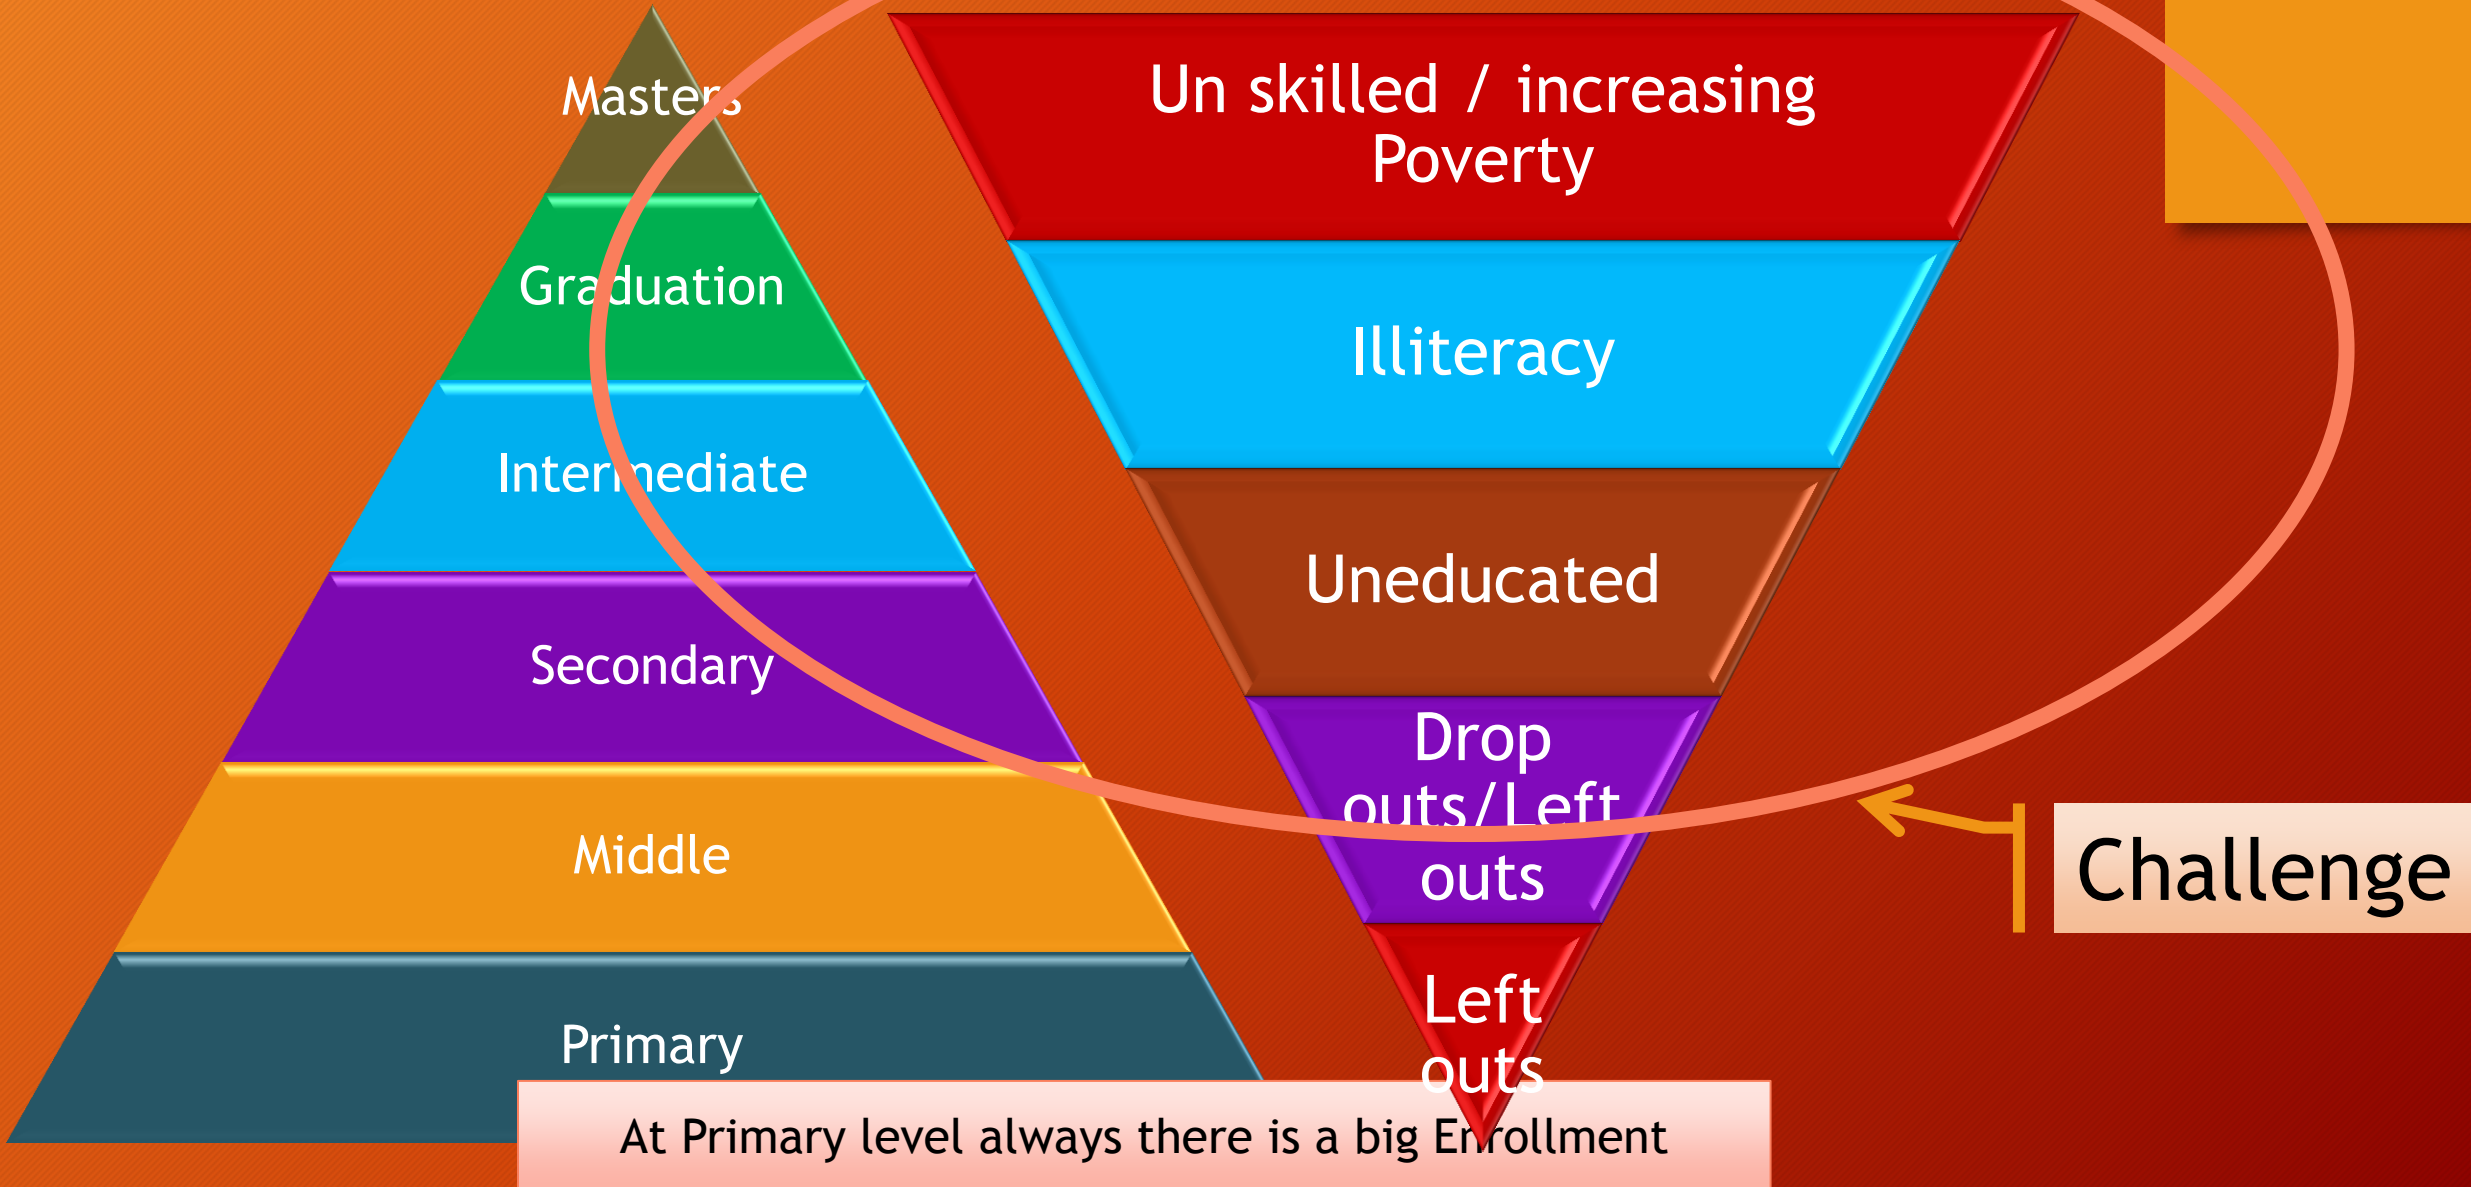 Masters
Graduation
Intermediate
Secondary
Middle
Primary
Un skilled / increasing
Poverty
Illiteracy
Uneducated
Drop
outs/Left
outs
Left
outs
Challenge
At Primary level always there is a big Enrollment